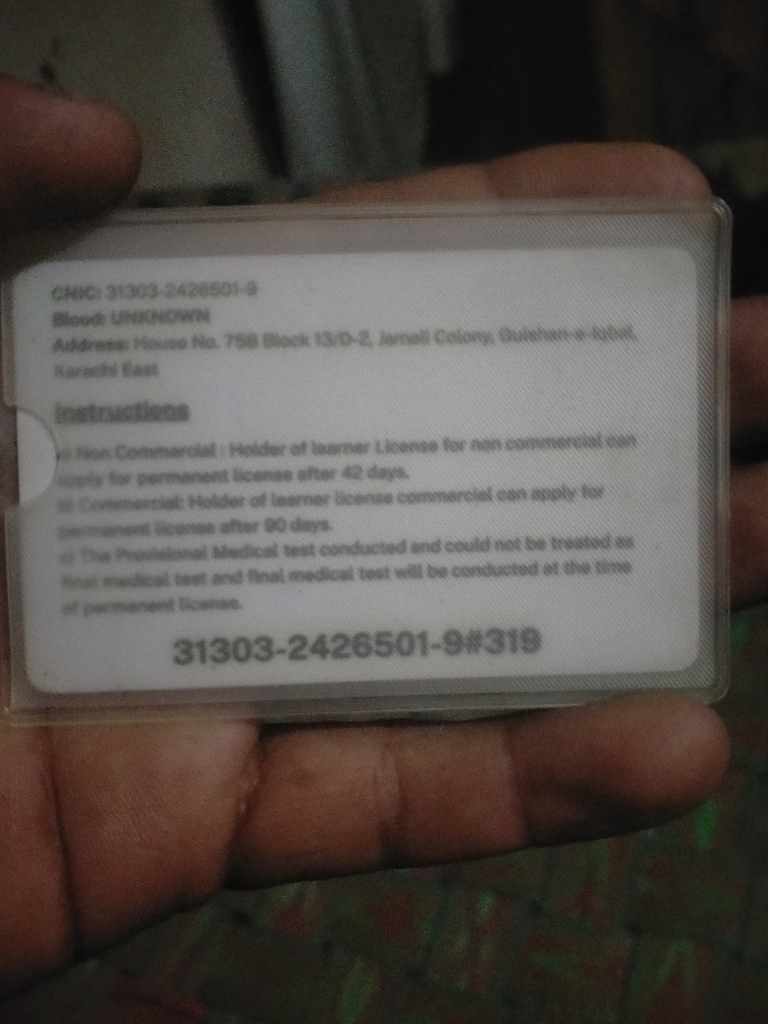 CNIC: 31303-2426501-9
Blood: UNKNOWN
Address: House No. 75B Block 13/D-2, Jamali Colony, Gulshan-e-Iqbal,
Karachi East
Instructions
a) Non Commercial : Holder of learner License for non commercial can
apply for permanent license after 42 days.
b) Commercial: Holder of learner license commercial can apply for
permanent license after 90 days.
c) The Provisional Medical test conducted and could not be treated as
final medical test and final medical test will be conducted at the time
of permanent license.
31303-2426501-9#319